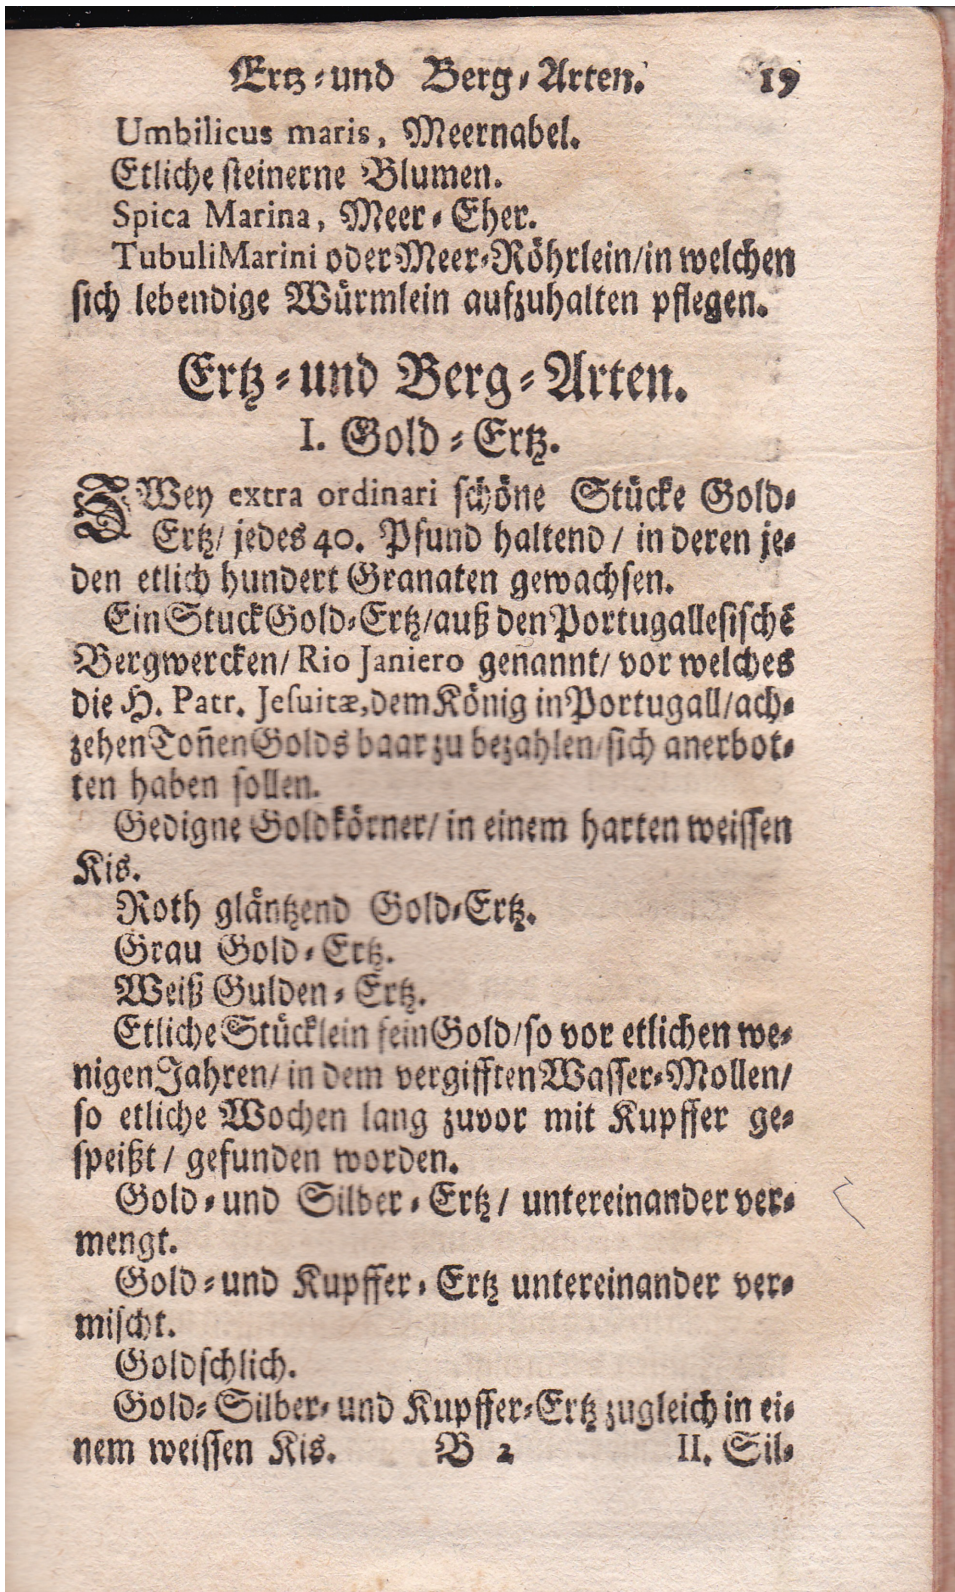 Ertz-und Berg-Arten. 19
Umbilicus maris, Meernabel.
Etliche steinerne Blumen.
Spica Marina, Meer-Eher.
Tubuli Marini oder Meer-Röhrlein/in welchen
sich lebendige Würmlein aufzuhalten pflegen.
Ertz-und Berg-Arten.
I. Gold-Ertz.
ZWey extra ordinari schöne Stücke Gold-
Ertz/ jedes 40. Pfund haltend/ in deren je-
den etlich hundert Granaten gewachsen.
Ein Stuck Gold-Ertz/auß den Portugallesischẽ
Bergwercken/ Rio Janiero genannt/ vor welches
die H. Patr. Jesuitæ, dem König in Portugall/ach-
zehen Toñen Golds baar zu bezahlen/sich anerbot-
ten haben sollen.
Gedigne Goldkörner/ in einem harten weissen
Kis.
Roth gläntzend Gold-Ertz.
Grau Gold-Ertz.
Weiß Gulden-Ertz.
Etliche Stücklein fein Gold/so vor etlichen we-
nigen Jahren/ in dem vergifften Wasser-Mollen/
so etliche Wochen lang zuvor mit Kupffer ge-
speißt/ gefunden worden.
Gold-und Silber-Ertz/ untereinander ver-
mengt.
Gold-und Kupffer-Ertz untereinander ver-
mischt.
Goldschlich.
Gold-Silber-und Kupffer-Ertz zugleich in ei-
nem weissen Kis. B 2 II. Sil-